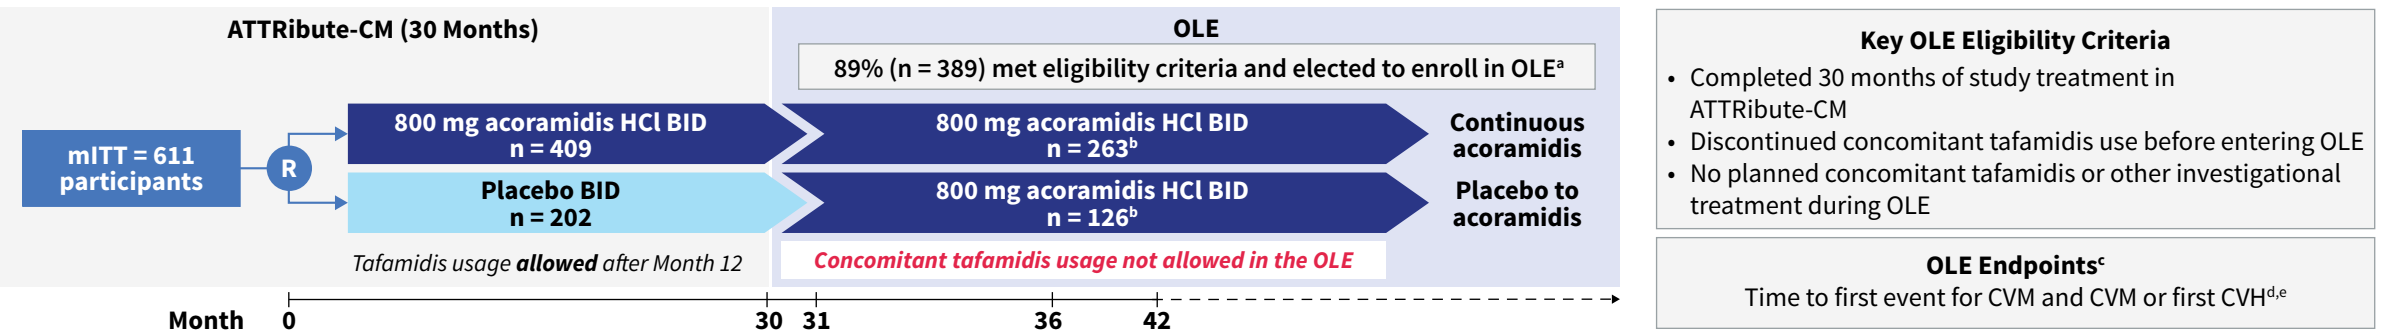 ATTRibute-CM (30 Months)
OLE
89% (n = 389) met eligibility criteria and elected to enroll in OLEᵃ
mITT = 611
participants
R
800 mg acoramidis HCl BID
n = 409
800 mg acoramidis HCl BID
n = 263ᵇ
Continuous
acoramidis
Placebo BID
n = 202
800 mg acoramidis HCl BID
n = 126ᵇ
Placebo to
acoramidis
Tafamidis usage allowed after Month 12
Concomitant tafamidis usage not allowed in the OLE
Month 0 30 31 36 42
Key OLE Eligibility Criteria
• Completed 30 months of study treatment in
ATTRibute-CM
• Discontinued concomitant tafamidis use before entering OLE
• No planned concomitant tafamidis or other investigational
treatment during OLE
OLE Endpointsᶜ
Time to first event for CVM and CVM or first CVHᵈ,ᵉ